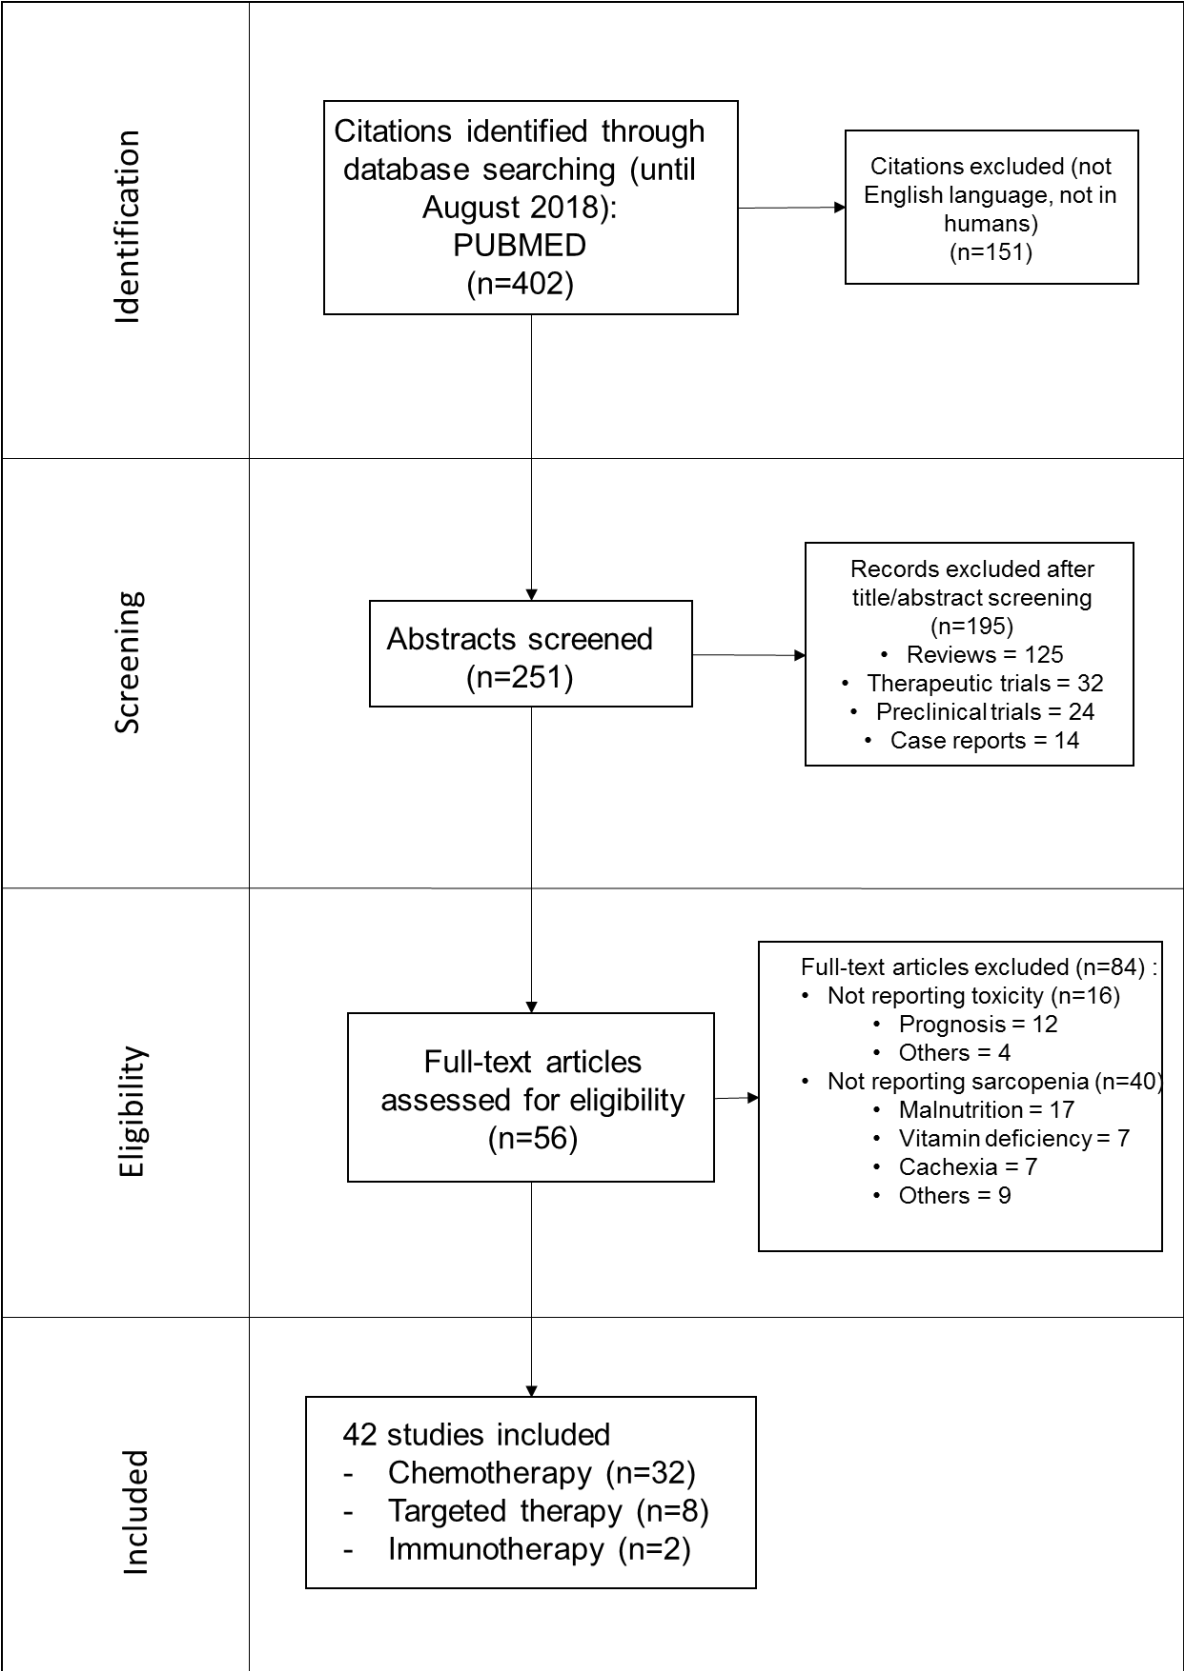 Identification
Citations identified through
database searching (until
August 2018):
PUBMED
(n=402)
Citations excluded (not
English language, not in
humans)
(n=151)
Screening
Abstracts screened
(n=251)
Records excluded after
title/abstract screening
(n=195)
• Reviews = 125
• Therapeutic trials = 32
• Preclinical trials = 24
• Case reports = 14
Eligibility
Full-text articles
assessed for eligibility
(n=56)
Full-text articles excluded (n=84) :
• Not reporting toxicity (n=16)
• Prognosis = 12
• Others = 4
• Not reporting sarcopenia (n=40)
• Malnutrition = 17
• Vitamin deficiency = 7
• Cachexia = 7
• Others = 9
Included
42 studies included
- Chemotherapy (n=32)
- Targeted therapy (n=8)
- Immunotherapy (n=2)